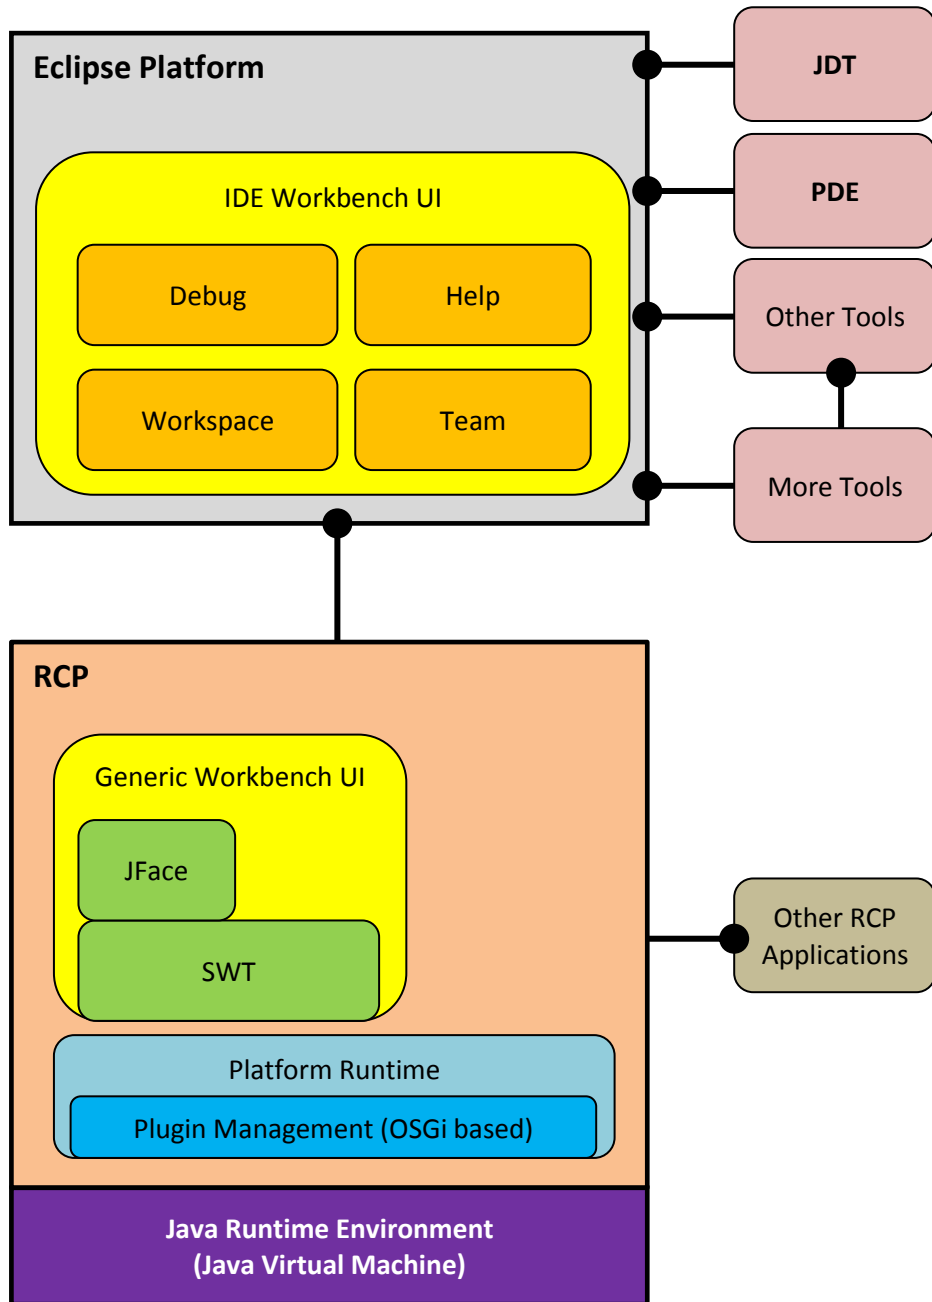 Eclipse Platform
IDE Workbench UI
Debug
Help
Workspace
Team
JDT
PDE
Other Tools
More Tools
RCP
Generic Workbench UI
JFace
SWT
Platform Runtime
Plugin Management (OSGi based)
Other RCP
Applications
Java Runtime Environment
(Java Virtual Machine)